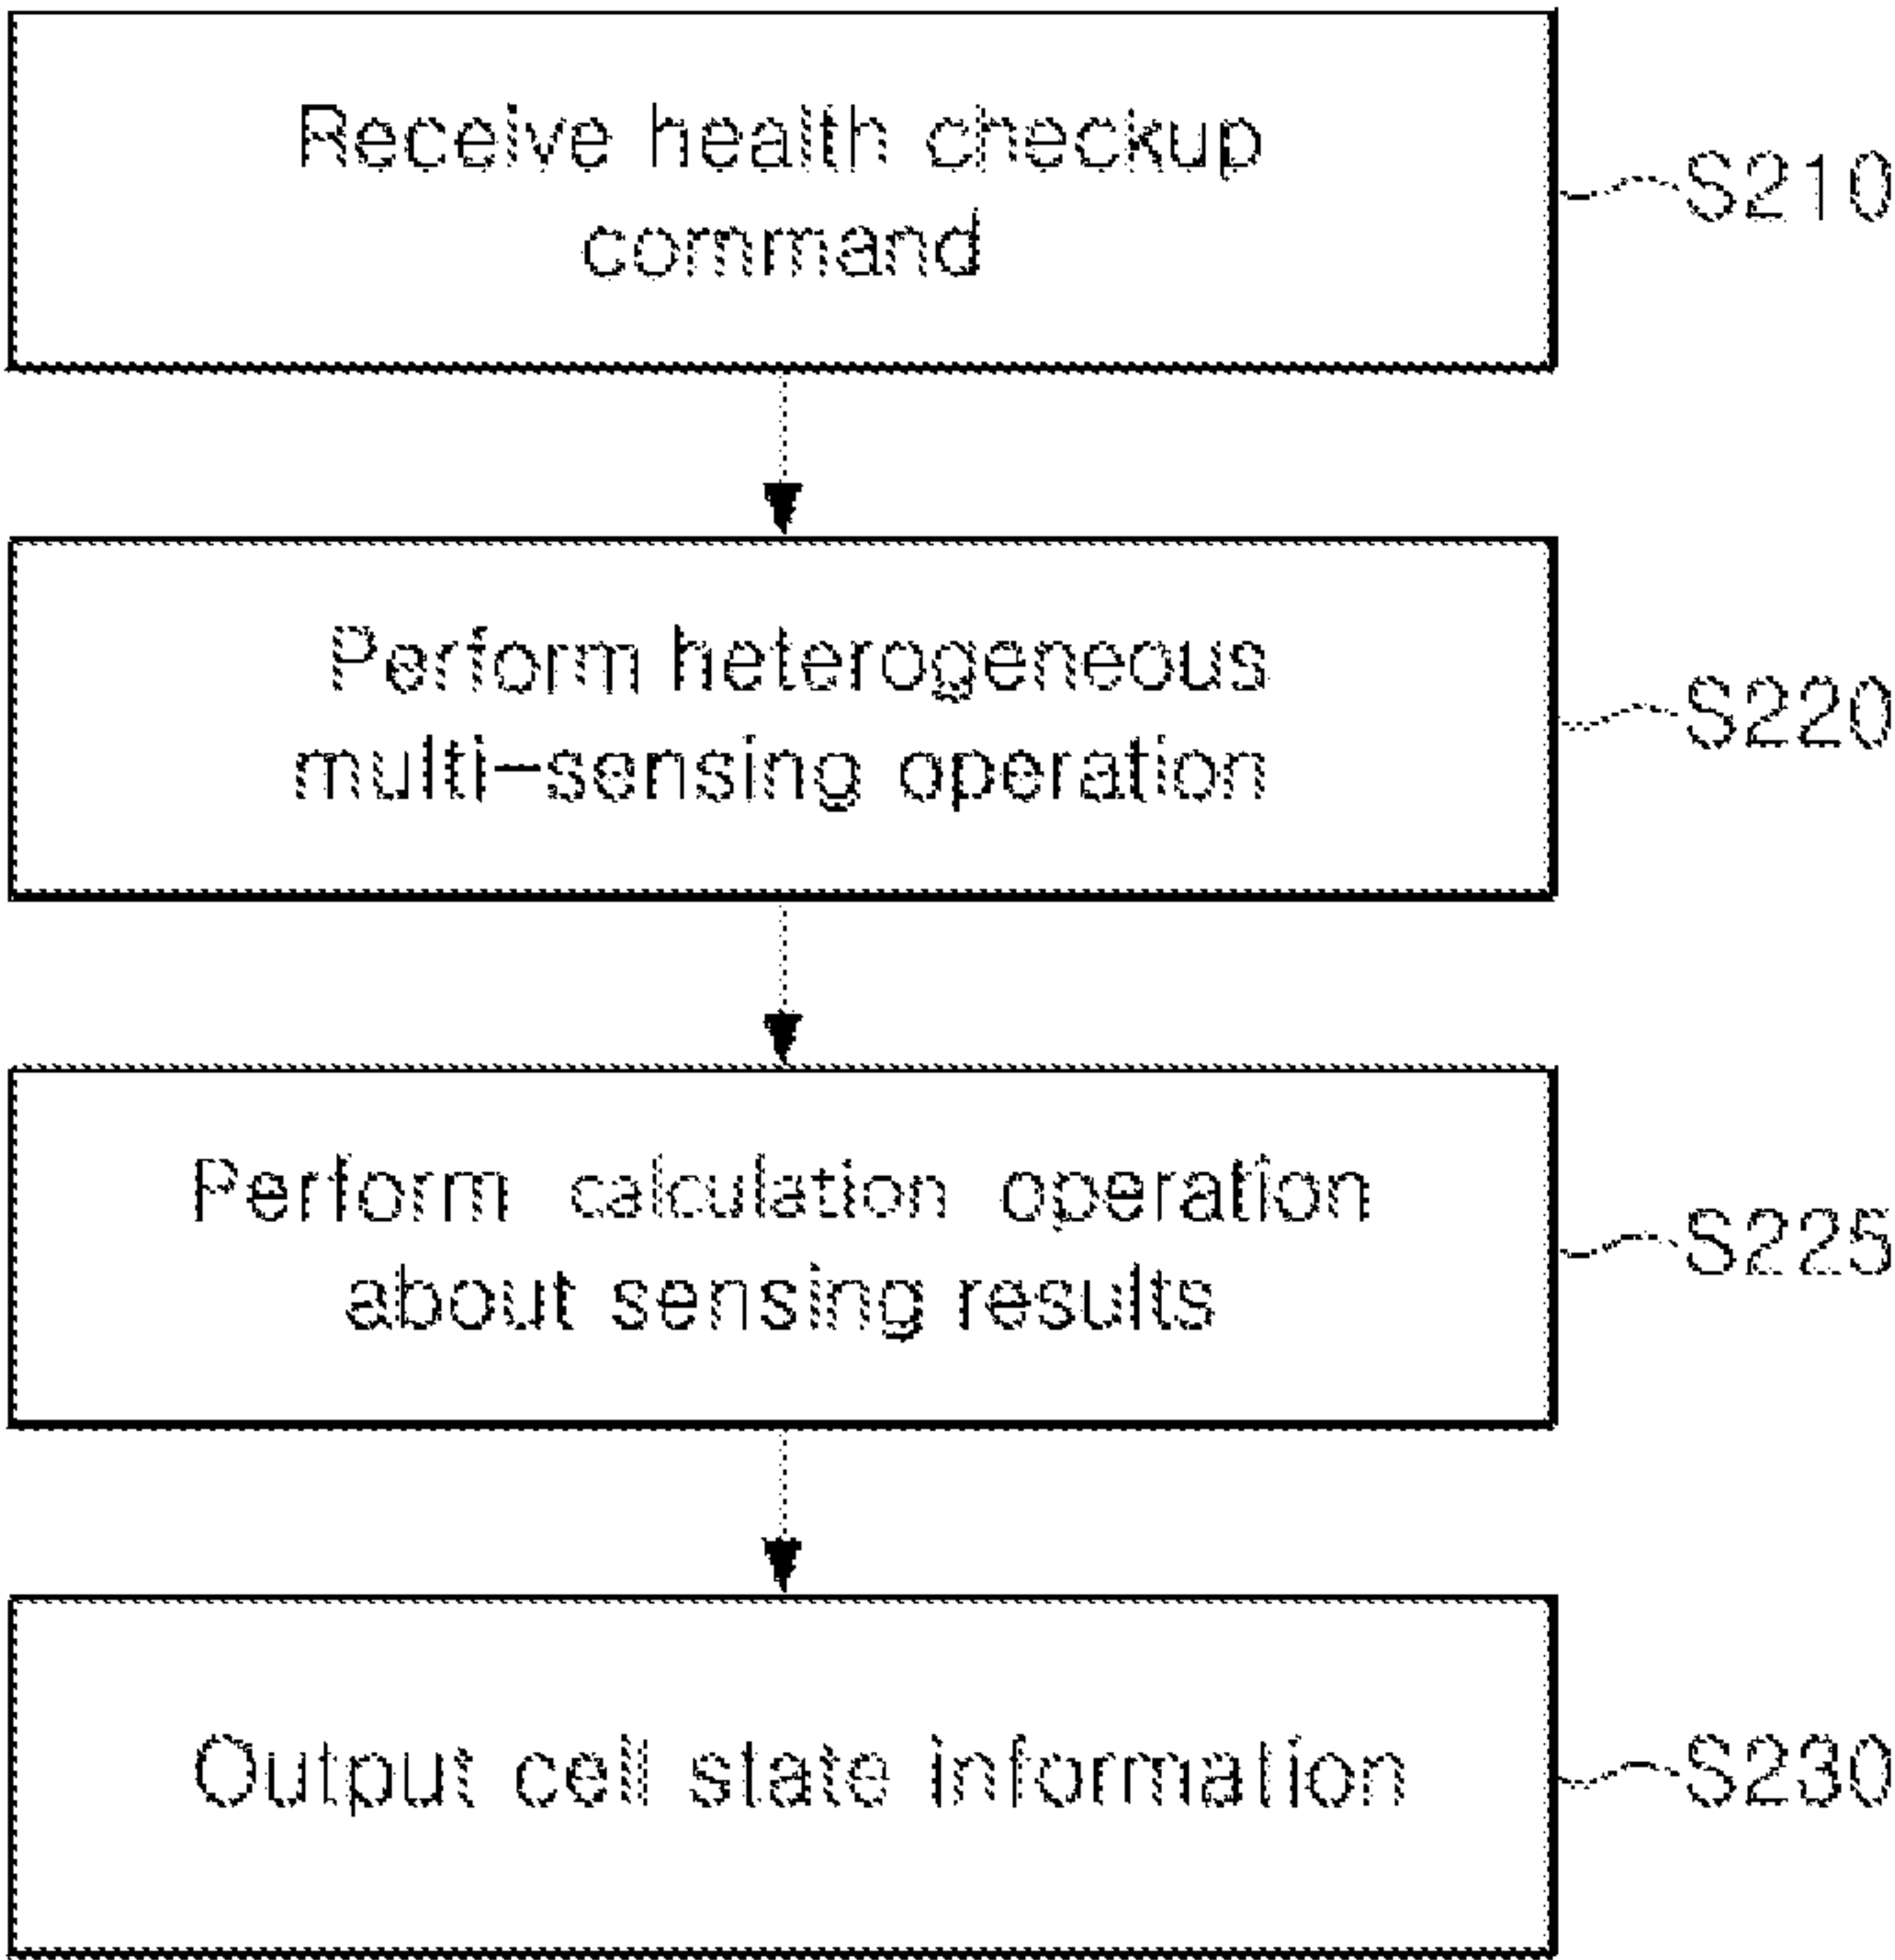 Receive health checkup
command
S210
Perform heterogeneous
multi-sensing operation
S220
Perform calculation operation
about sensing results
S225
Output cell state information
S230